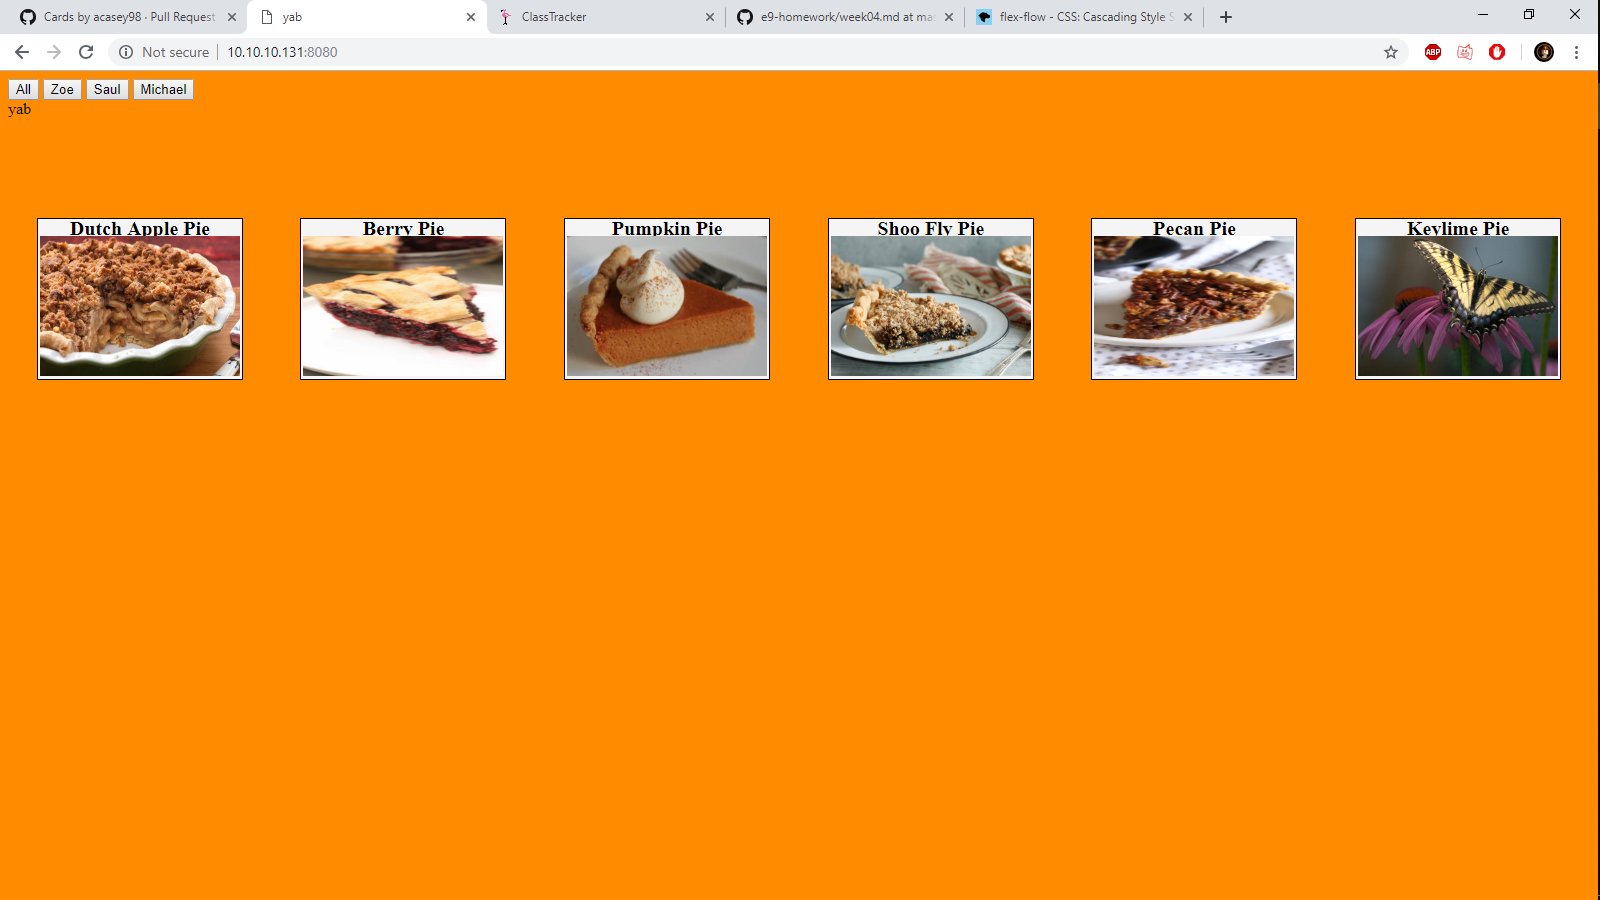 Cards by acasey98 · Pull Request
yab
ClassTracker
e9-homework/week04.md at mas
flex-flow - CSS: Cascading Style S
Not secure
10.10.10.131:8080
ABP
All
Zoe
Saul
Michael
yab
Dutch Apple Pie
Berry Pie
Pumpkin Pie
Shoo Fly Pie
Pecan Pie
Keylime Pie